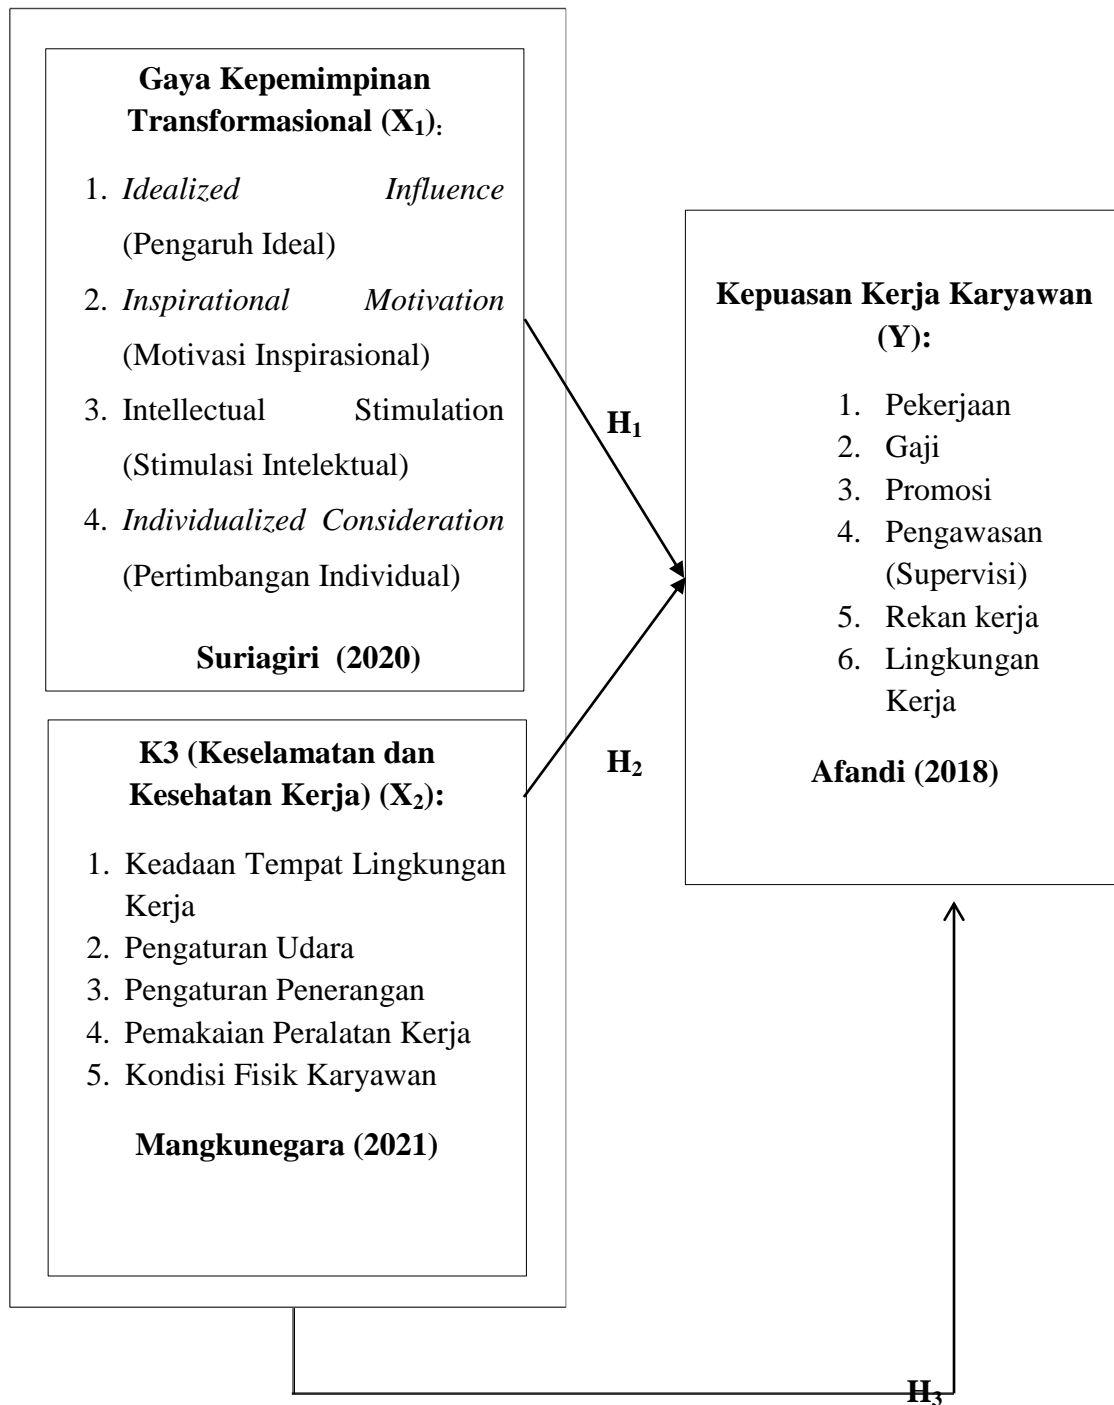 Gaya Kepemimpinan
Transformasional (X₁):
1. Idealized Influence
(Pengaruh Ideal)
2. Inspirational Motivation
(Motivasi Inspirasional)
3. Intellectual Stimulation
(Stimulasi Intelektual)
4. Individualized Consideration
(Pertimbangan Individual)
Suriagiri (2020)
K3 (Keselamatan dan
Kesehatan Kerja) (X₂):
1. Keadaan Tempat Lingkungan
Kerja
2. Pengaturan Udara
3. Pengaturan Penerangan
4. Pemakaian Peralatan Kerja
5. Kondisi Fisik Karyawan
Mangkunegara (2021)
H₁
H₂
Kepuasan Kerja Karyawan
(Y):
1. Pekerjaan
2. Gaji
3. Promosi
4. Pengawasan
(Supervisi)
5. Rekan kerja
6. Lingkungan
Kerja
Afandi (2018)
H₃